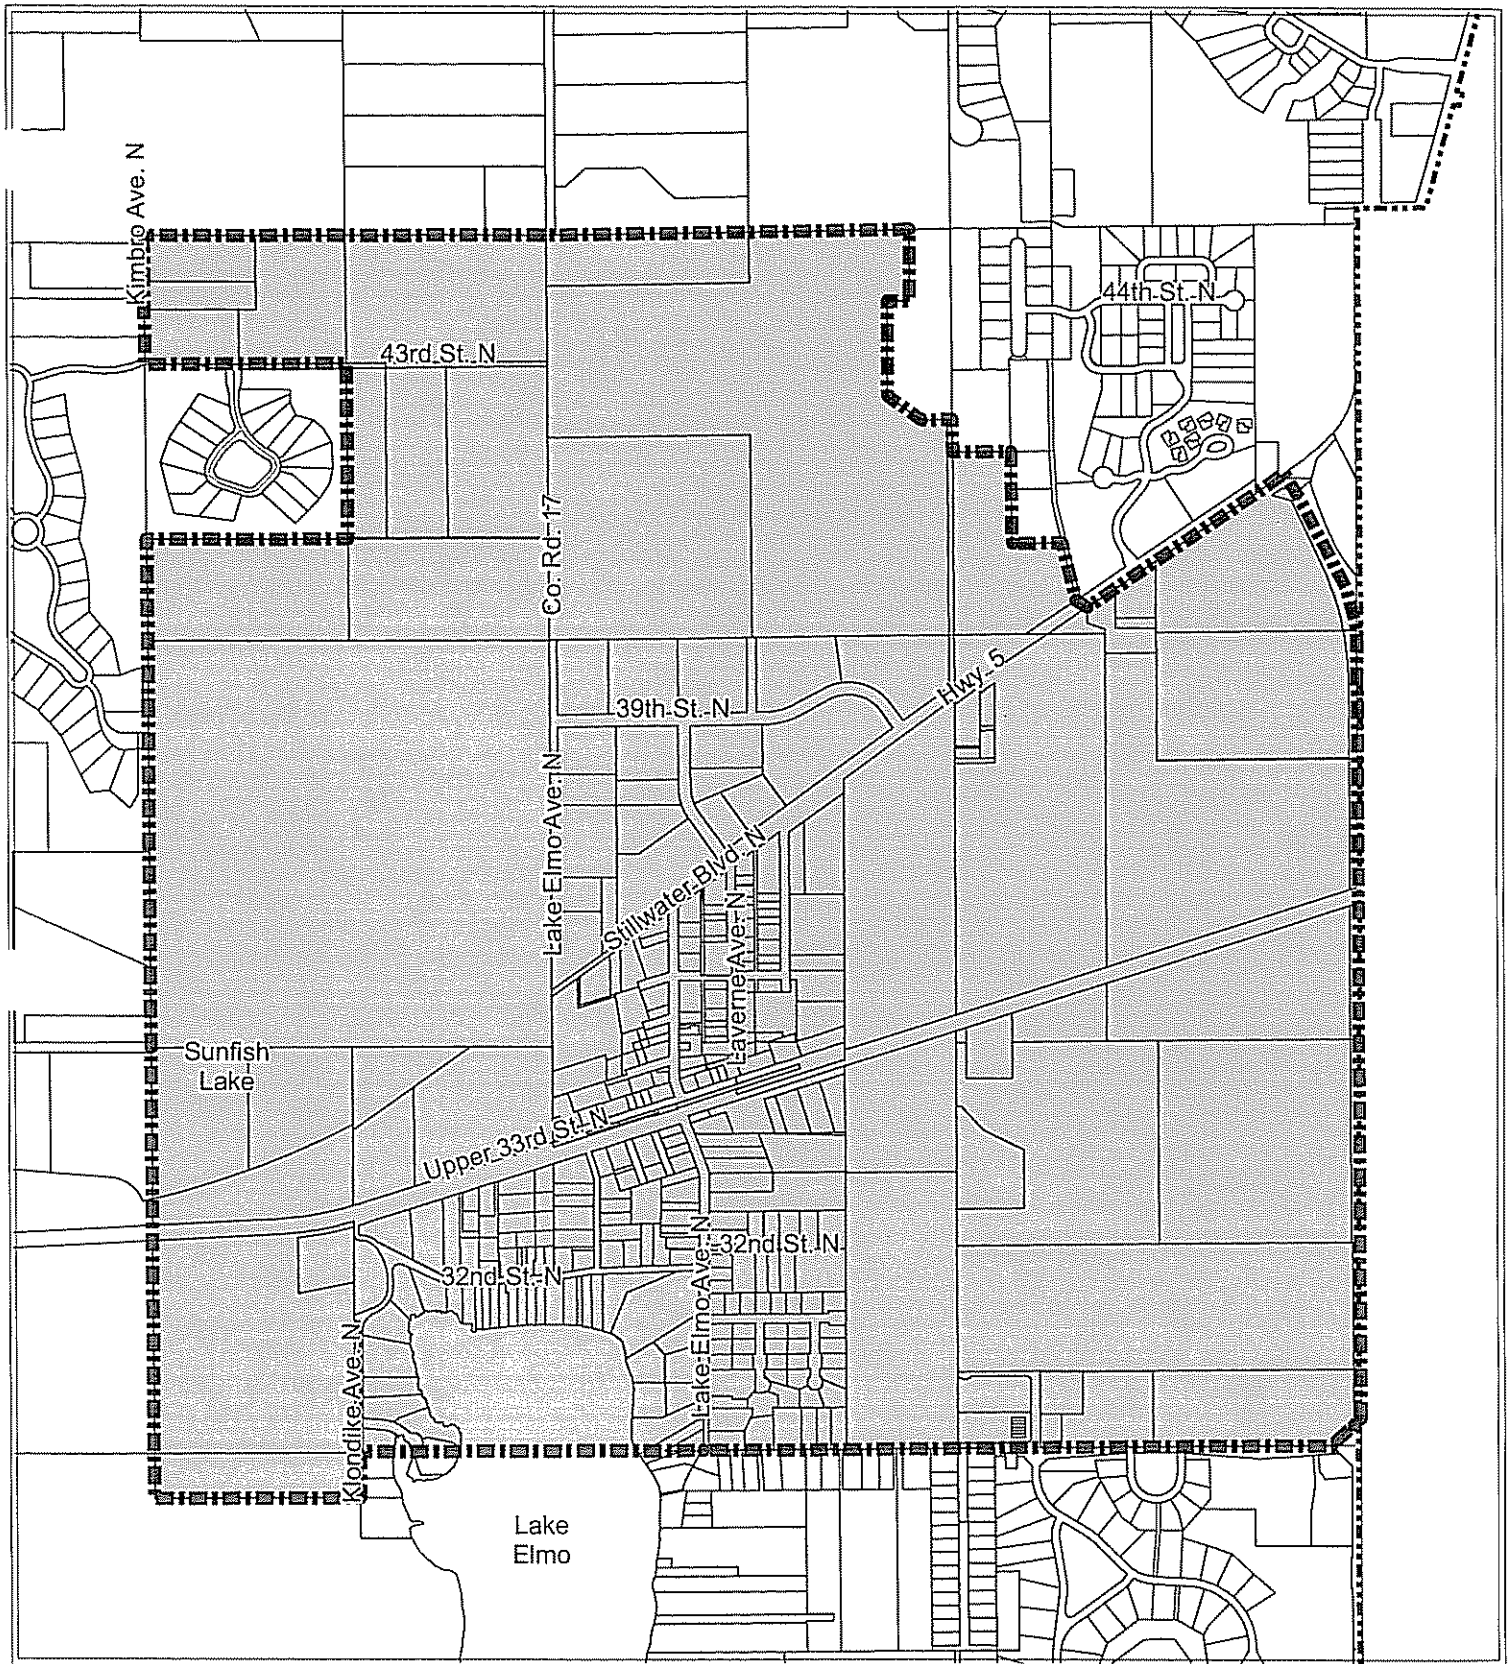 Kimbro Ave. N
44th St. N
43rd St. N
Co. Rd. 17
Hwy 5
39th St. N
Lake Elmo Ave. N
Stillwater Blvd. N
Laverne Ave. N
Sunfish
Lake
Upper 33rd St. N
32nd St. N
32nd St. N
Lake Elmo Ave. N
Klondike Ave. N
Lake
Elmo